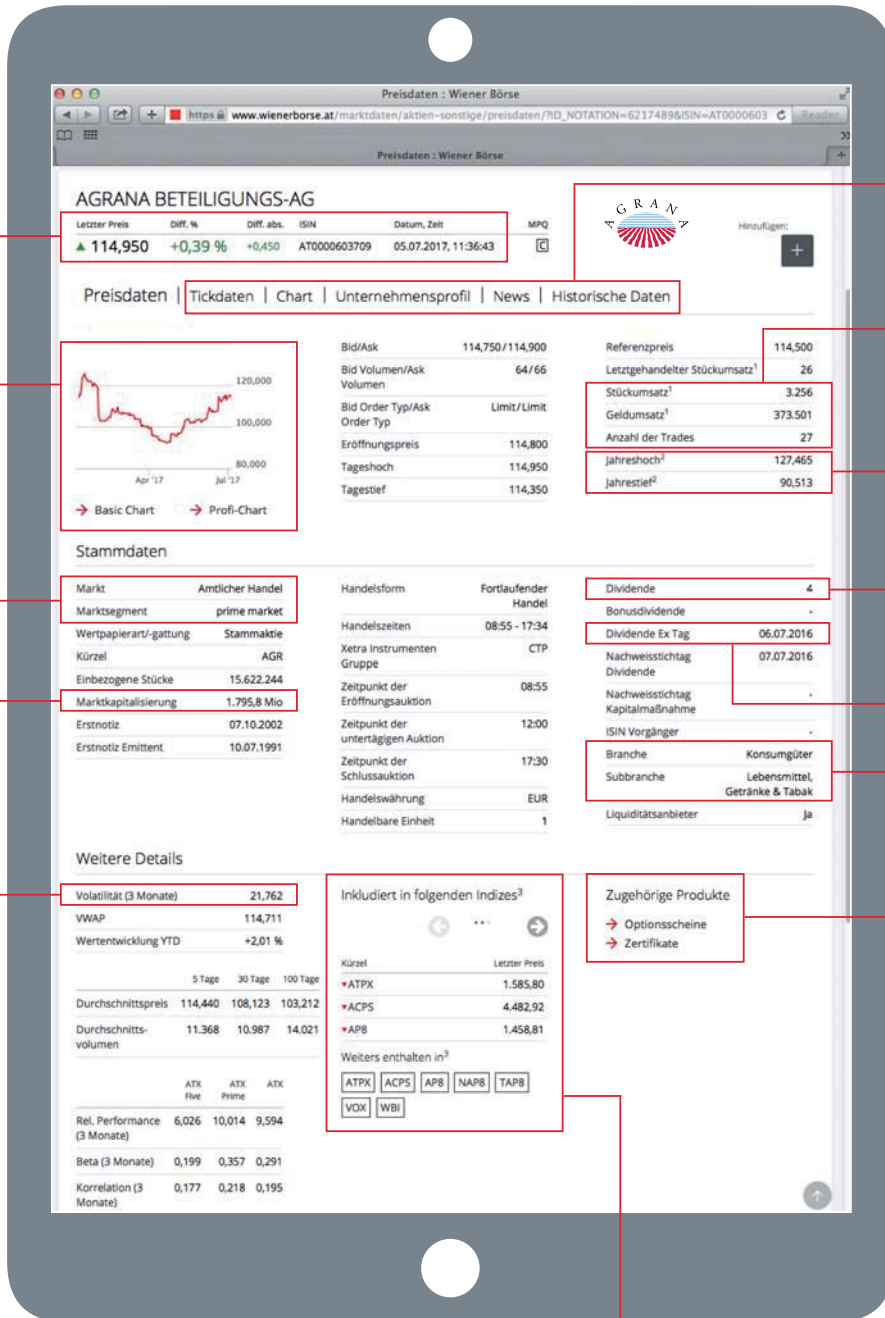 Preisdaten : Wiener Börse
https www.wienerborse.at/marktdaten/aktien-sonstige/preisdaten/?ID_NOTATION=6217489&ISIN=AT0000603 Reader
Preisdaten : Wiener Börse
AGRANA BETEILIGUNGS-AG
AGRANA
Letzter Preis Diff. % Diff. abs. ISIN Datum, Zeit MPQ Hinzufügen:
▲ 114,950 +0,39 % +0,450 AT0000603709 05.07.2017, 11:36:43 C +
Preisdaten | Tickdaten | Chart | Unternehmensprofil | News | Historische Daten
120,000
100,000
80,000
Apr '17 Jul '17
→ Basic Chart → Profi-Chart
Bid/Ask 114,750/114,900
Bid Volumen/Ask 64/66
Volumen
Bid Order Typ/Ask Limit/Limit
Order Typ
Eröffnungspreis 114,800
Tageshoch 114,950
Tagestief 114,350
Referenzpreis 114,500
Letztgehandelter Stückumsatz¹ 26
Stückumsatz¹ 3.256
Geldumsatz¹ 373.501
Anzahl der Trades 27
Jahreshoch² 127,465
Jahrestief² 90,513
Stammdaten
Markt Amtlicher Handel
Marktsegment prime market
Wertpapierart/-gattung Stammaktie
Kürzel AGR
Einbezogene Stücke 15.622.244
Marktkapitalisierung 1.795,8 Mio
Erstnotiz 07.10.2002
Erstnotiz Emittent 10.07.1991
Handelsform Fortlaufender
Handel
Handelszeiten 08:55 - 17:34
Xetra Instrumenten CTP
Gruppe
Zeitpunkt der 08:55
Eröffnungsauktion
Zeitpunkt der 12:00
untertägigen Auktion
Zeitpunkt der 17:30
Schlussauktion
Handelswährung EUR
Handelbare Einheit 1
Dividende 4
Bonusdividende -
Dividende Ex Tag 06.07.2016
Nachweisstichtag 07.07.2016
Dividende
Nachweisstichtag -
Kapitalmaßnahme
ISIN Vorgänger -
Branche Konsumgüter
Subbranche Lebensmittel,
Getränke & Tabak
Liquiditätsanbieter Ja
Weitere Details
Volatilität (3 Monate) 21,762
VWAP 114,711
Wertentwicklung YTD +2,01 %
5 Tage 30 Tage 100 Tage
Durchschnittspreis 114,440 108,123 103,212
Durchschnitts- 11.368 10.987 14.021
volumen
ATX ATX ATX
Five Prime
Rel. Performance 6,026 10,014 9,594
(3 Monate)
Beta (3 Monate) 0,199 0,357 0,291
Korrelation (3 0,177 0,218 0,195
Monate)
Inkludiert in folgenden Indizes³
Kürzel Letzter Preis
▾ATPX 1.585,80
▾ACPS 4.482,92
▾AP8 1.458,81
Weiters enthalten in³
ATPX ACPS AP8 NAP8 TAP8
VOX WBI
Zugehörige Produkte
→ Optionsscheine
→ Zertifikate